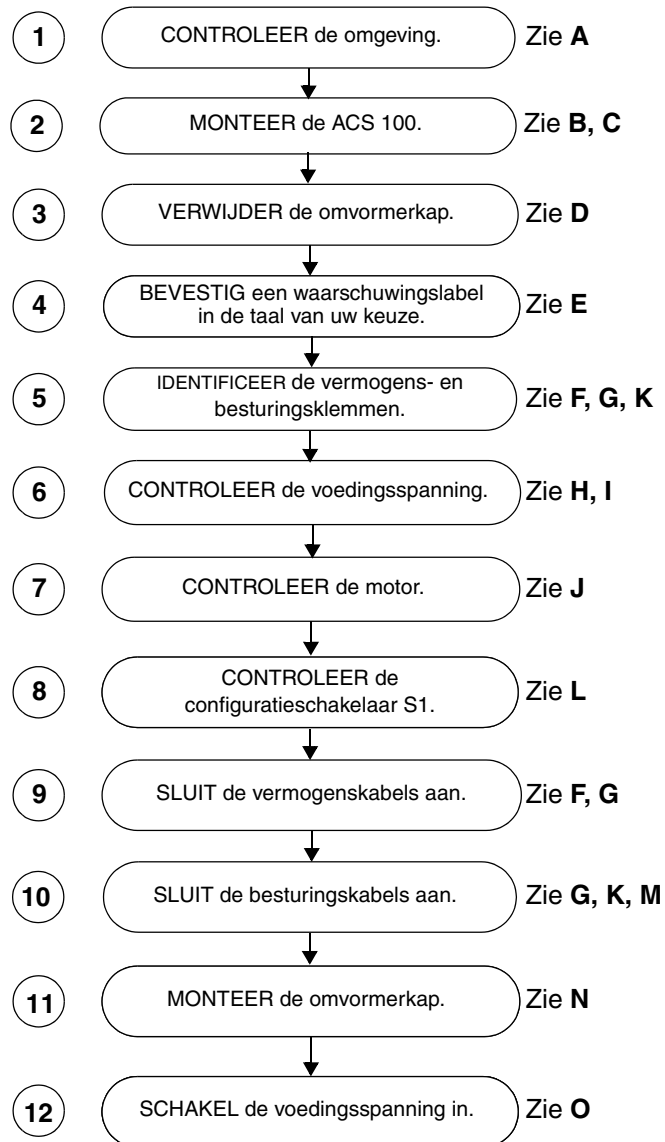 1 CONTROLEER de omgeving. Zie A
2 MONTEER de ACS 100. Zie B, C
3 VERWIJDER de omvormerkap. Zie D
4 BEVESTIG een waarschuwingslabel
in de taal van uw keuze. Zie E
5 IDENTIFICEER de vermogens- en
besturingsklemmen. Zie F, G, K
6 CONTROLEER de voedingsspanning. Zie H, I
7 CONTROLEER de motor. Zie J
8 CONTROLEER de
configuratieschakelaar S1. Zie L
9 SLUIT de vermogenskabels aan. Zie F, G
10 SLUIT de besturingskabels aan. Zie G, K, M
11 MONTEER de omvormerkap. Zie N
12 SCHAKEL de voedingsspanning in. Zie O